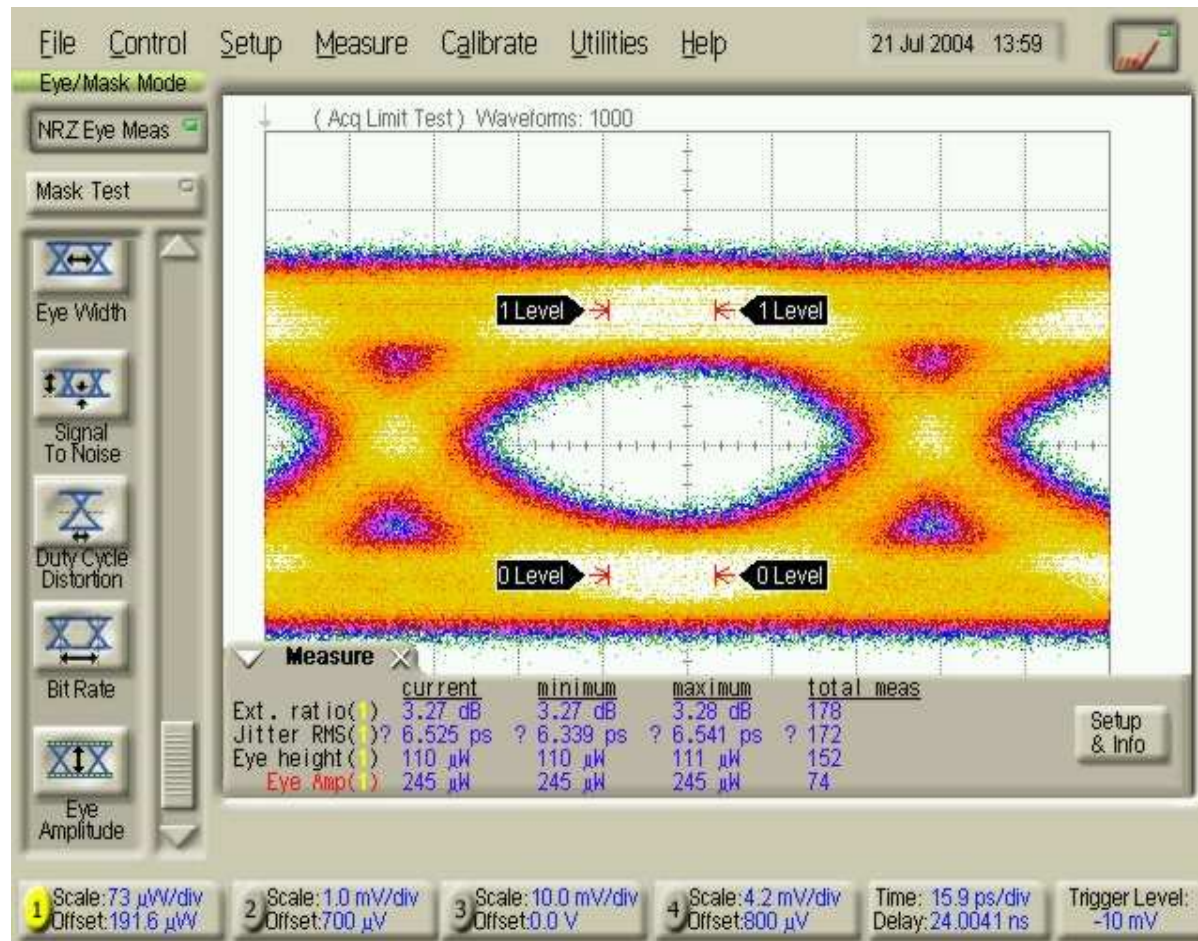 File Control Setup Measure Calibrate Utilities Help 21 Jul 2004 13:59
Eye/Mask Mode
NRZ Eye Meas
Mask Test
Eye Width
Signal
To Noise
Duty Cycle
Distortion
Bit Rate
Eye
Amplitude
( Acq Limit Test ) Waveforms: 1000
1 Level 1 Level
0 Level 0 Level
Measure
current minimum maximum total meas
Ext. ratio(1) 3.27 dB 3.27 dB 3.28 dB 178
Jitter RMS(1)? 6.525 ps ? 6.339 ps ? 6.541 ps ? 172
Eye height(1) 110 µW 110 µW 111 µW 152
Eye Amp(1) 245 µW 245 µW 245 µW 74
Setup
& Info
1 Scale:73 µW/div
Offset:191.6 µW
2 Scale:1.0 mV/div
Offset:700 µV
3 Scale:10.0 mV/div
Offset:0.0 V
4 Scale:4.2 mV/div
Offset:800 µV
Time: 15.9 ps/div
Delay:24.0041 ns
Trigger Level:
-10 mV